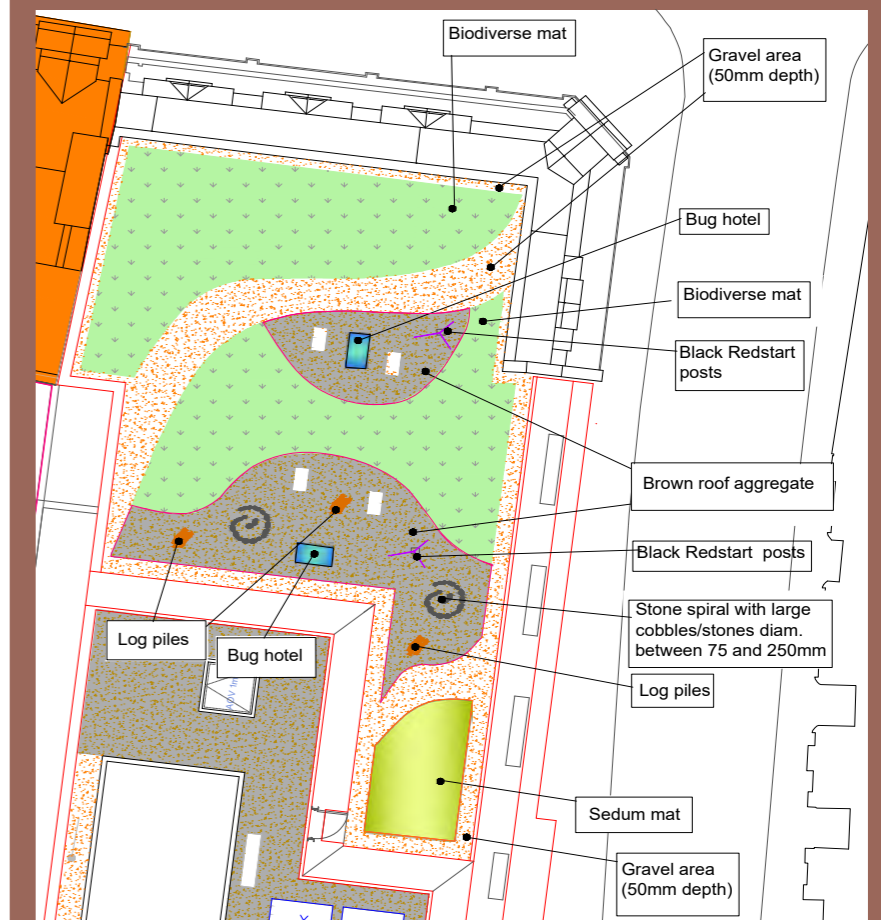 Biodiverse mat
Gravel area
(50mm depth)
Bug hotel
Biodiverse mat
Black Redstart
posts
Brown roof aggregate
Black Redstart posts
Stone spiral with large
cobbles/stones diam.
between 75 and 250mm
Log piles
Bug hotel
Log piles
Sedum mat
Gravel area
(50mm depth)